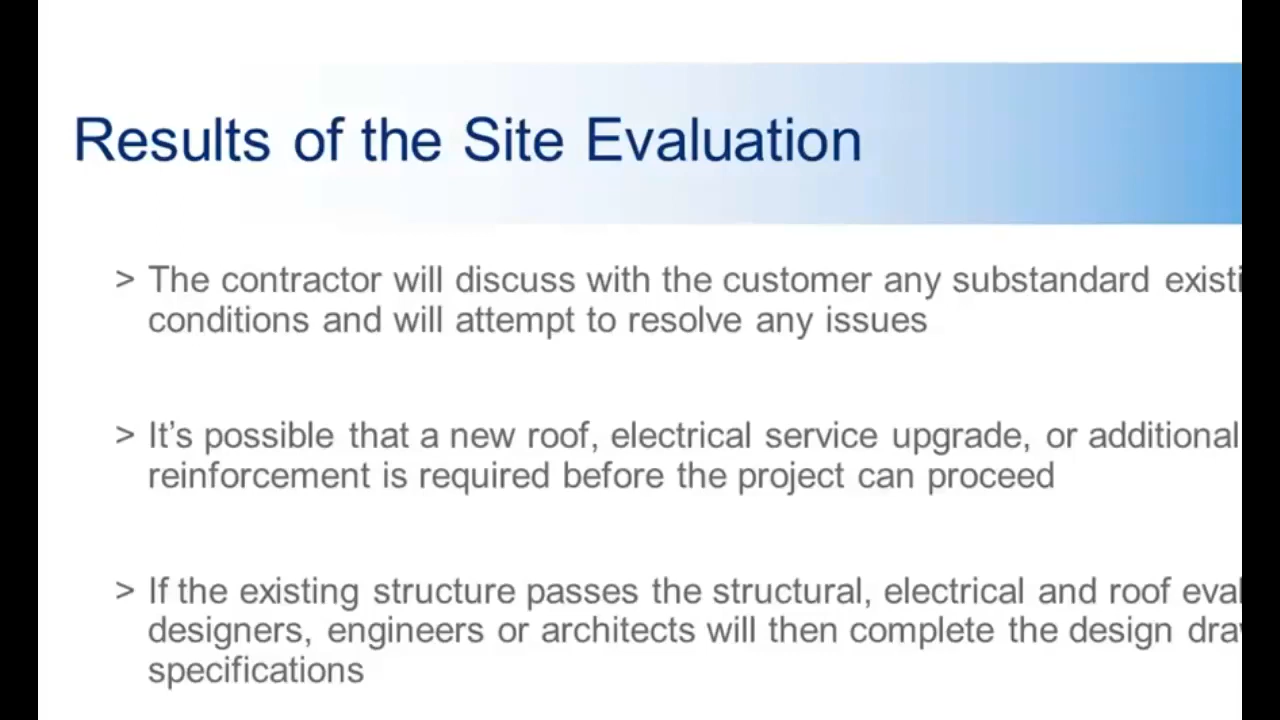 Results of the Site Evaluation
> The contractor will discuss with the customer any substandard existi
conditions and will attempt to resolve any issues
> It’s possible that a new roof, electrical service upgrade, or additional
reinforcement is required before the project can proceed
> If the existing structure passes the structural, electrical and roof eval
designers, engineers or architects will then complete the design dra
specifications